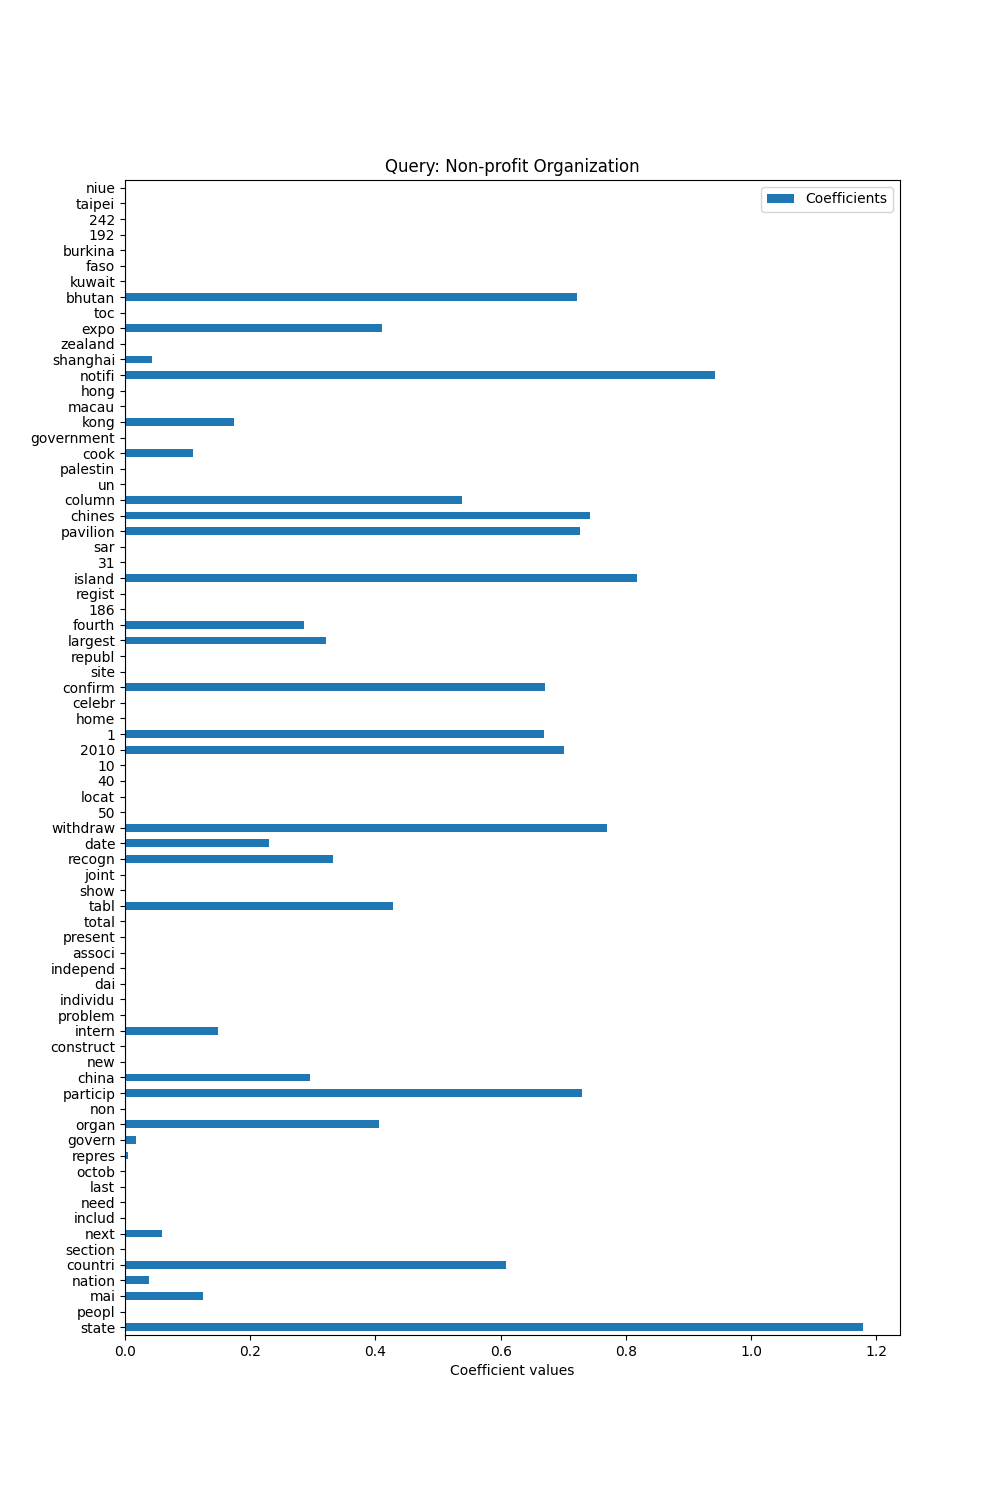 Query: Non-profit Organization
Coefficients
niue
taipei
242
192
burkina
faso
kuwait
bhutan
toc
expo
zealand
shanghai
notifi
hong
macau
kong
government
cook
palestin
un
column
chines
pavilion
sar
31
island
regist
186
fourth
largest
republ
site
confirm
celebr
home
1
2010
10
40
locat
50
withdraw
date
recogn
joint
show
tabl
total
present
associ
independ
dai
individu
problem
intern
construct
new
china
particip
non
organ
govern
repres
octob
last
need
includ
next
section
countri
nation
mai
peopl
state
0.0 0.2 0.4 0.6 0.8 1.0 1.2
Coefficient values